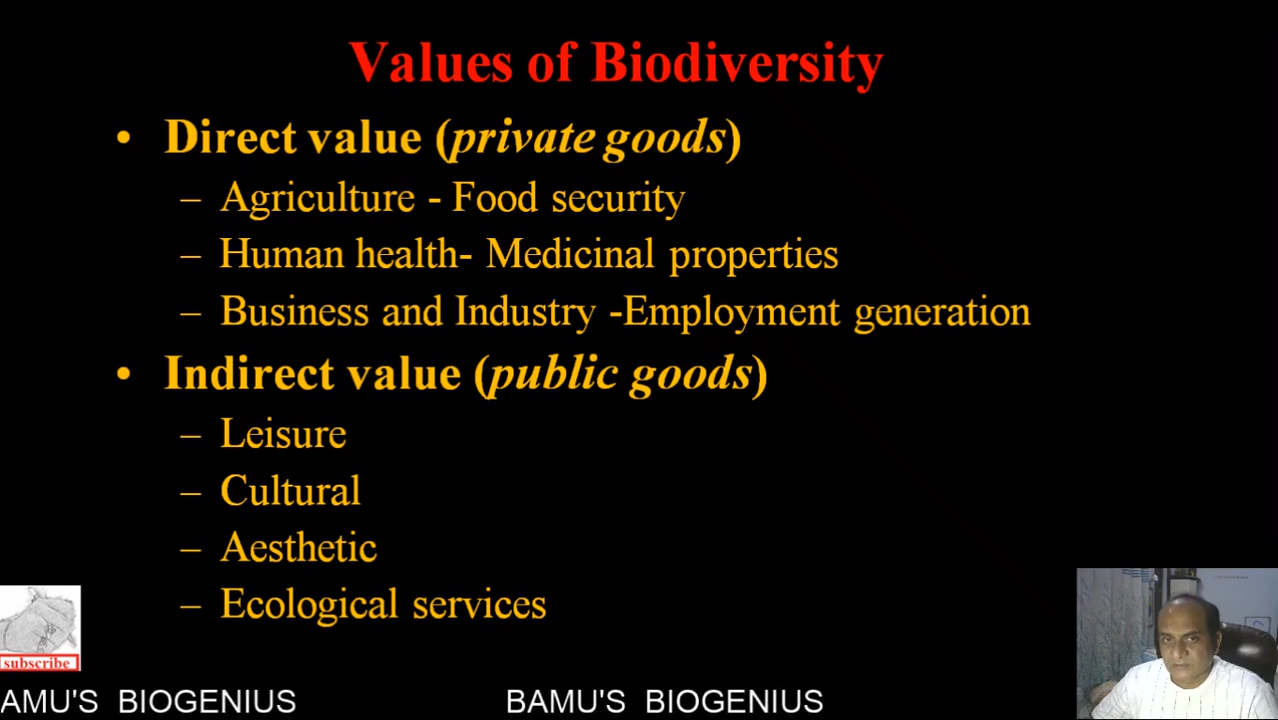 Values of Biodiversity
• Direct value (private goods)
– Agriculture - Food security
– Human health- Medicinal properties
– Business and Industry -Employment generation
• Indirect value (public goods)
– Leisure
– Cultural
– Aesthetic
– Ecological services
subscribe
AMU'S BIOGENIUS BAMU'S BIOGENIUS